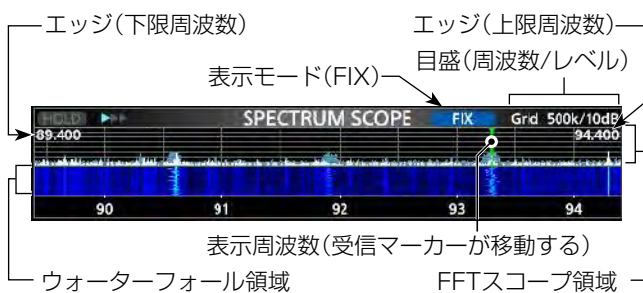 エッジ(下限周波数)
エッジ(上限周波数)
目盛(周波数/レベル)
表示モード(FIX)
HOLD SPECTRUM SCOPE FIX Grd 500k/10dB
89.400 94.400
90 91 92 93 94
表示周波数(受信マーカーが移動する)
ウォーターフォール領域 FFTスコープ領域